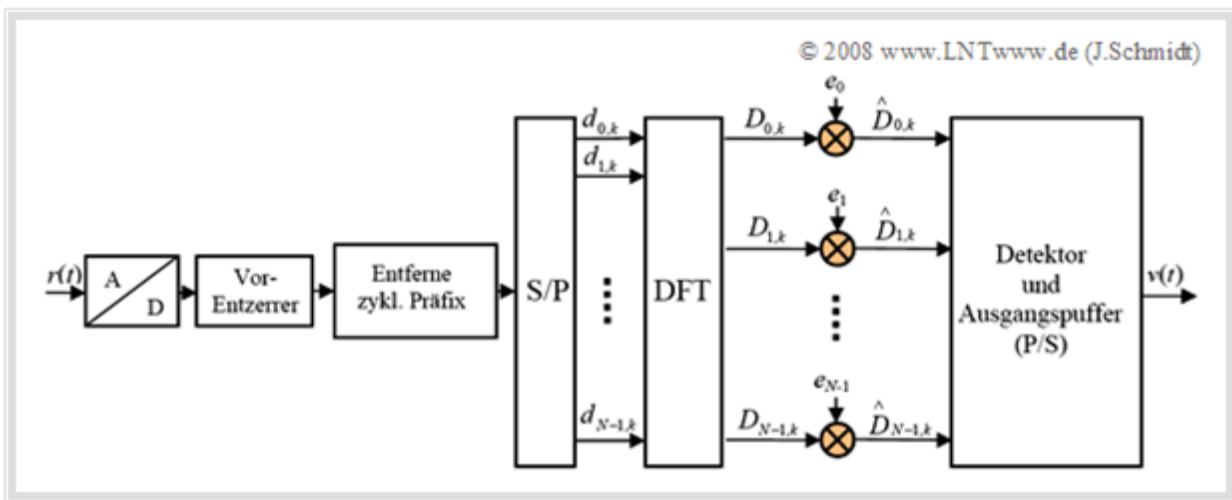 © 2008 www.LNTwww.de (J.Schmidt)
r(t)
A
D
Vor-
Entzerrer
Entferne
zykl. Präfix
S/P
d0,k
d1,k
dN−1,k
DFT
D0,k
e0
D̂0,k
D1,k
e1
D̂1,k
DN−1,k
eN-1
D̂N−1,k
Detektor
und
Ausgangspuffer
(P/S)
v(t)